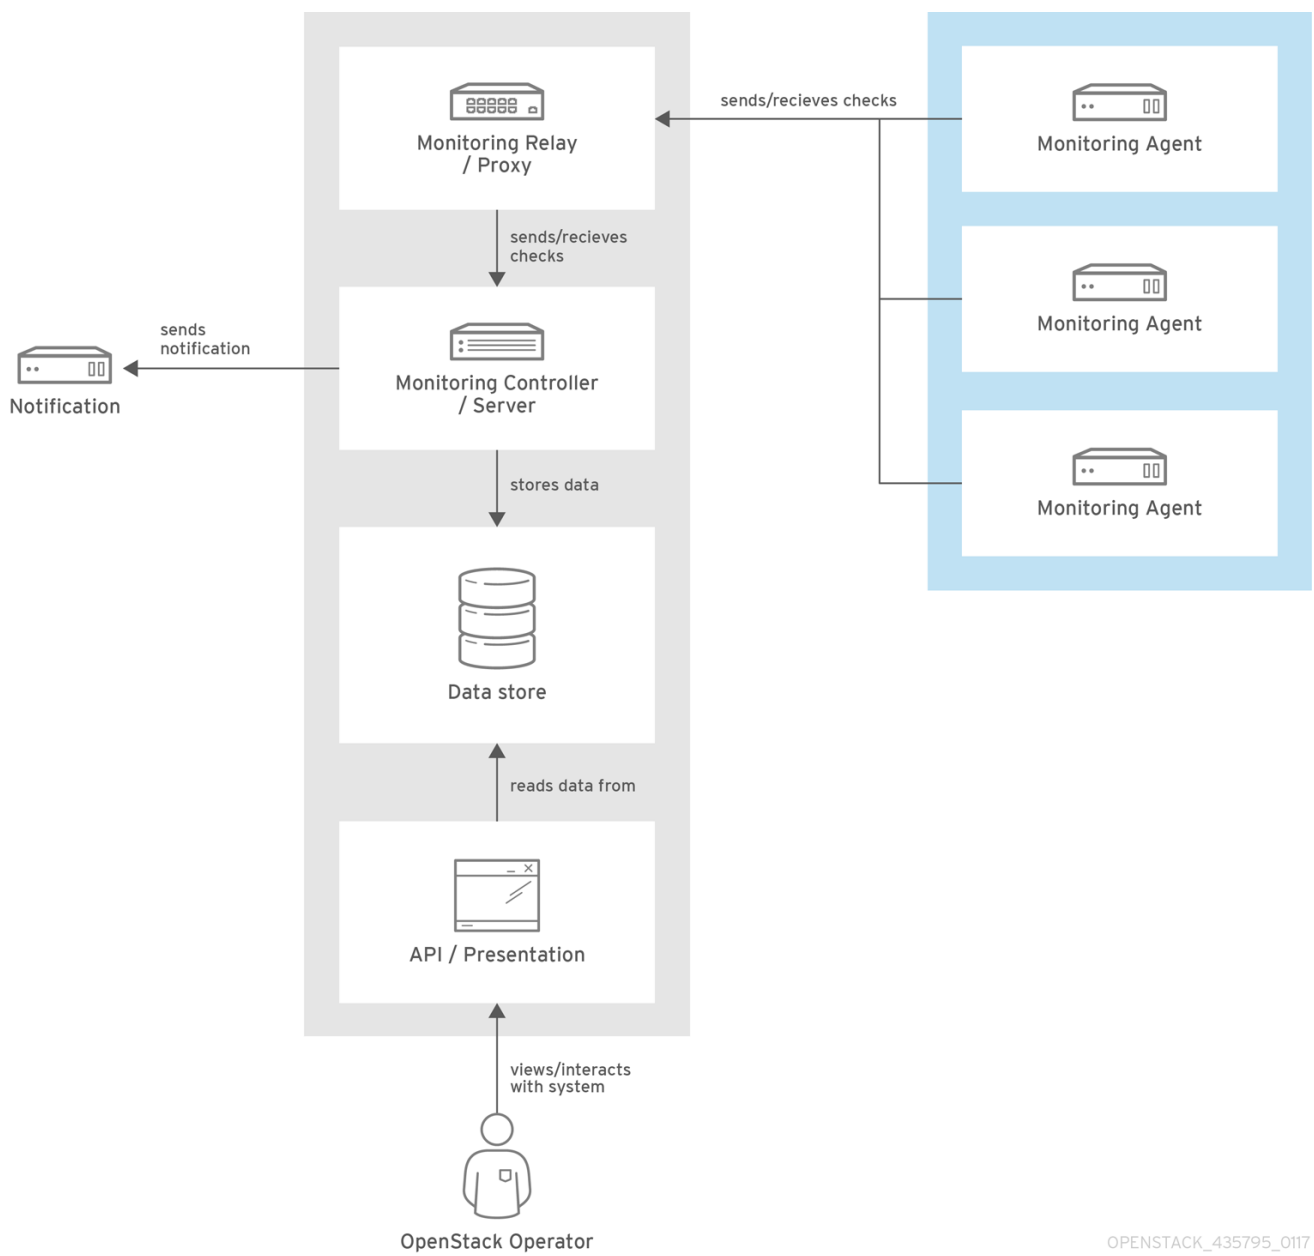 Monitoring Relay
/ Proxy
sends/recieves checks
Monitoring Agent
sends/recieves
checks
Monitoring Agent
sends
notification
Notification
Monitoring Controller
/ Server
stores data
Monitoring Agent
Data store
reads data from
API / Presentation
views/interacts
with system
OpenStack Operator
OPENSTACK_435795_0117